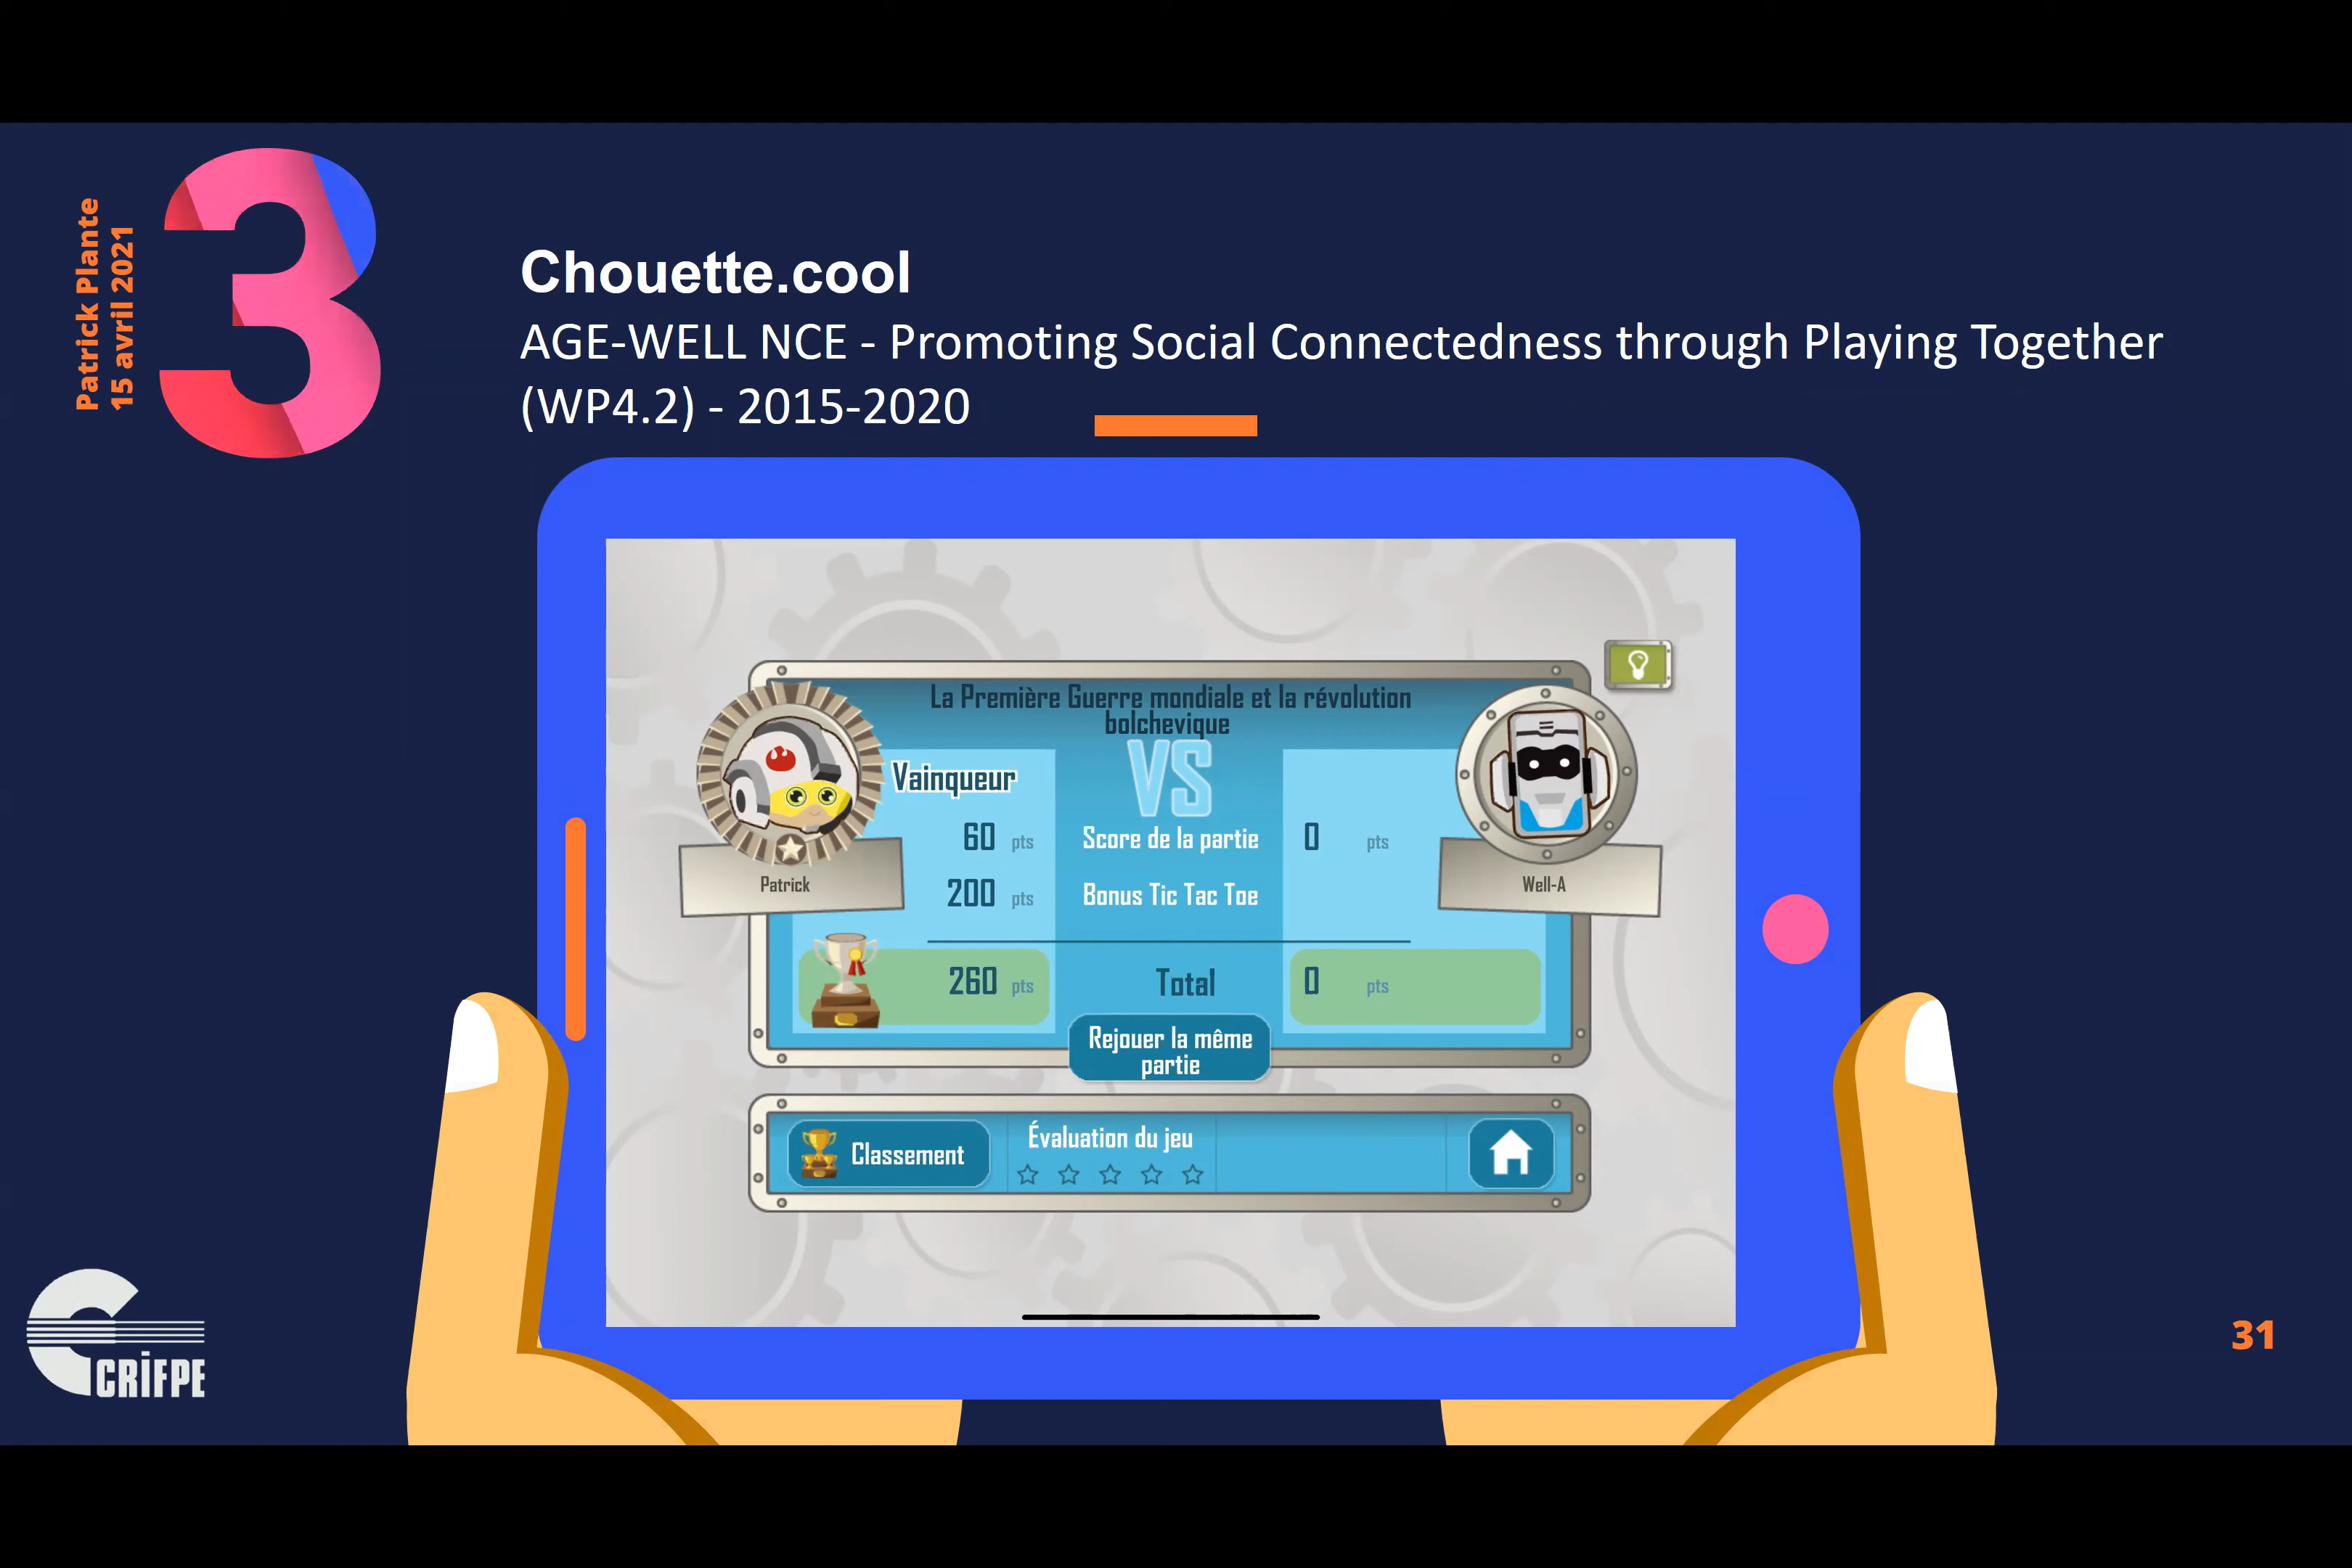 Patrick Plante
15 avril 2021
3
Chouette.cool
AGE-WELL NCE - Promoting Social Connectedness through Playing Together
(WP4.2) - 2015-2020
La Première Guerre mondiale et la révolution
bolchevique
Vainqueur
VS
60 pts Score de la partie 0 pts
Patrick
Well-A
200 pts Bonus Tic Tac Toe
260 pts Total 0 pts
Rejouer la même
partie
Classement
Évaluation du jeu
CRIFPE
31